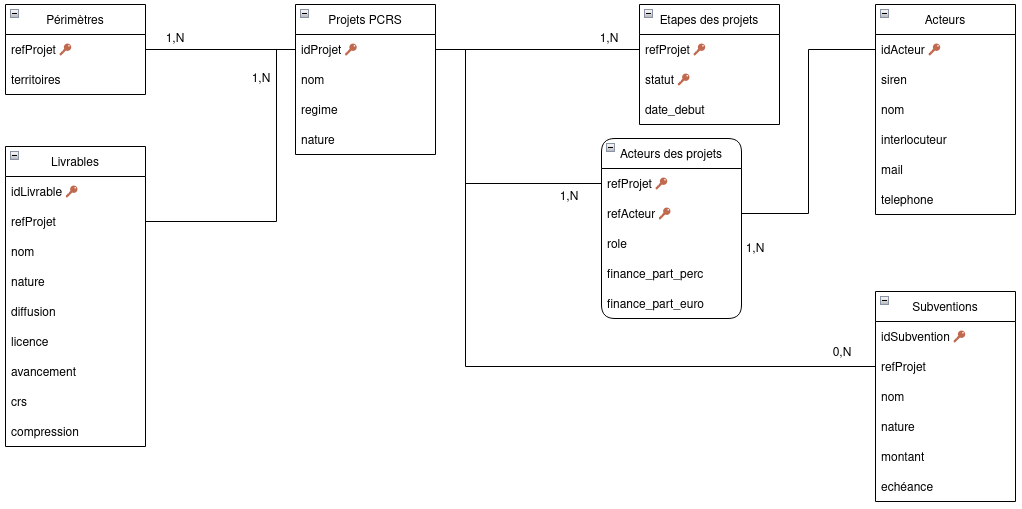 Périmètres
refProjet
territoires
1,N
1,N
Projets PCRS
idProjet
nom
regime
nature
1,N
Etapes des projets
refProjet
statut
date_debut
Acteurs
idActeur
siren
nom
interlocuteur
mail
telephone
Livrables
idLivrable
refProjet
nom
nature
diffusion
licence
avancement
crs
compression
1,N
Acteurs des projets
refProjet
refActeur
role
finance_part_perc
finance_part_euro
1,N
0,N
Subventions
idSubvention
refProjet
nom
nature
montant
echéance